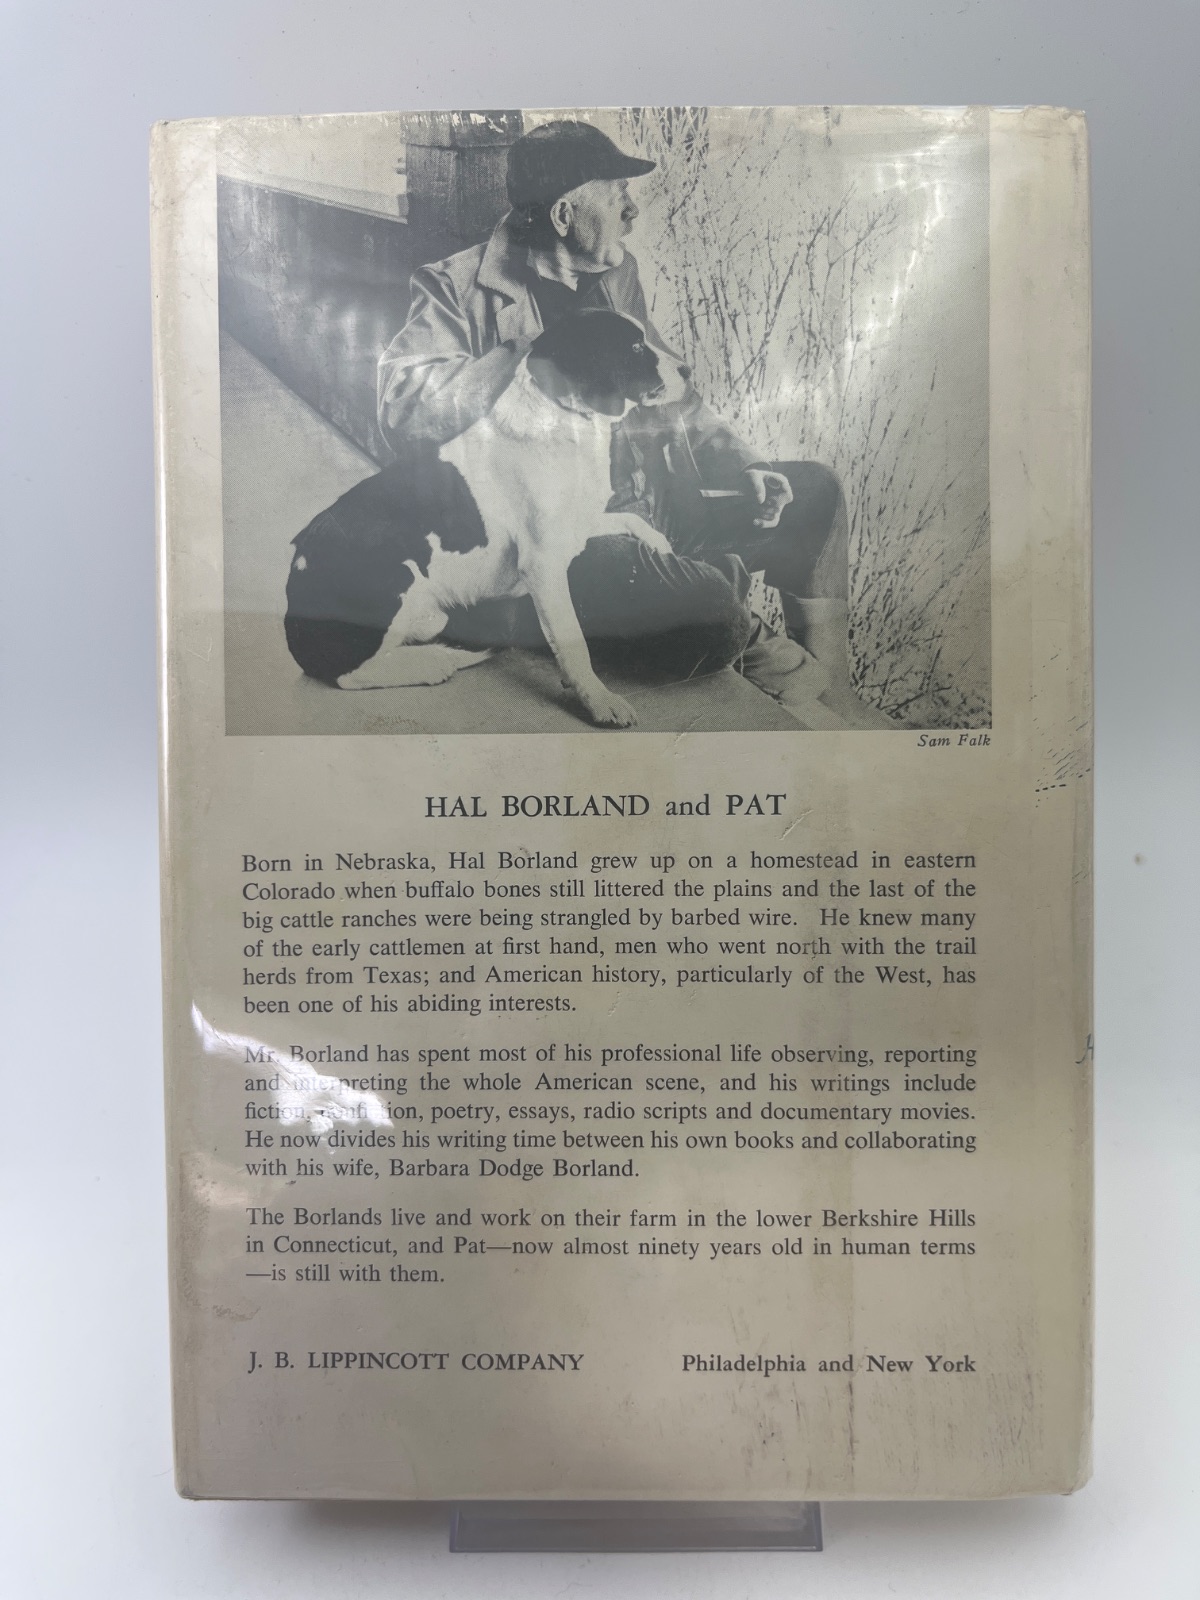 Sam Falk
HAL BORLAND and PAT
Born in Nebraska, Hal Borland grew up on a homestead in eastern
Colorado when buffalo bones still littered the plains and the last of the
big cattle ranches were being strangled by barbed wire. He knew many
of the early cattlemen at first hand, men who went north with the trail
herds from Texas; and American history, particularly of the West, has
been one of his abiding interests.
Mr. Borland has spent most of his professional life observing, reporting
and interpreting the whole American scene, and his writings include
fiction, nonfiction, poetry, essays, radio scripts and documentary movies.
He now divides his writing time between his own books and collaborating
with his wife, Barbara Dodge Borland.
The Borlands live and work on their farm in the lower Berkshire Hills
in Connecticut, and Pat—now almost ninety years old in human terms
—is still with them.
J. B. LIPPINCOTT COMPANY Philadelphia and New York